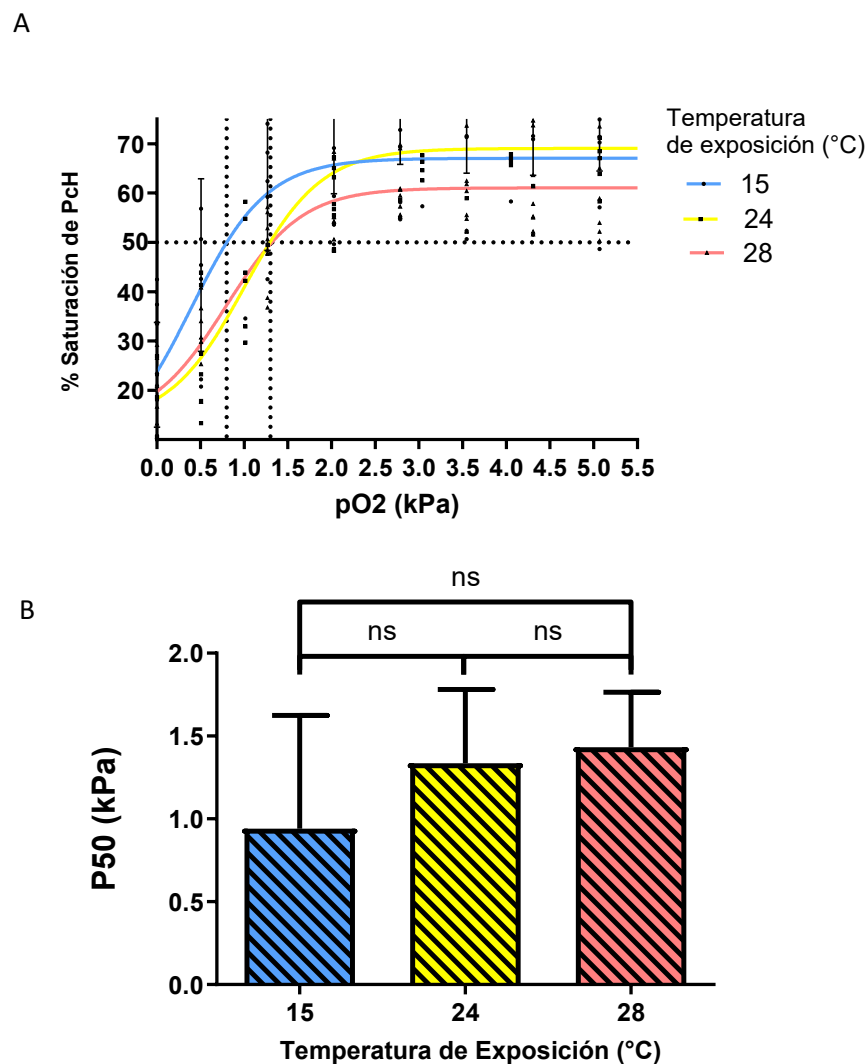 A
% Saturación de PcH
70
60
50
40
30
20
0.0 0.5 1.0 1.5 2.0 2.5 3.0 3.5 4.0 4.5 5.0 5.5
pO2 (kPa)
Temperatura
de exposición (°C)
15
24
28
B
ns
ns ns
P50 (kPa)
2.0
1.5
1.0
0.5
0.0
15 24 28
Temperatura de Exposición (°C)